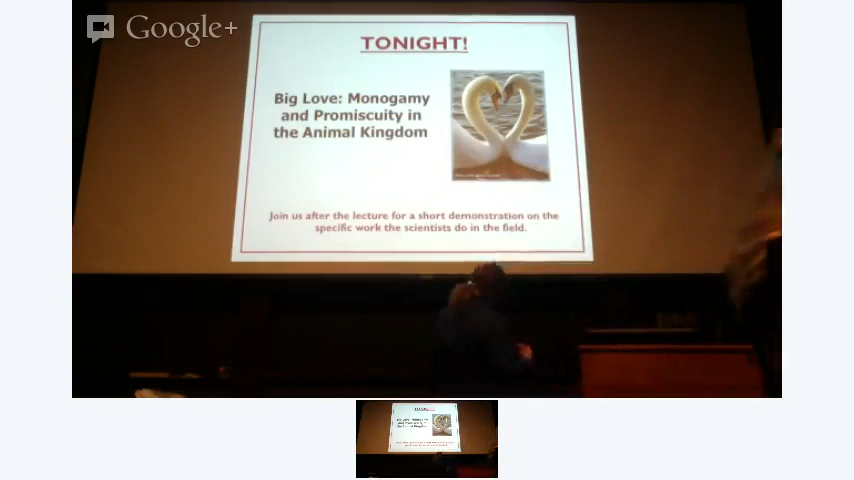 Google+
TONIGHT!
Big Love: Monogamy
and Promiscuity in
the Animal Kingdom
Join us after the lecture for a short demonstration on the
specific work the scientists do in the field.